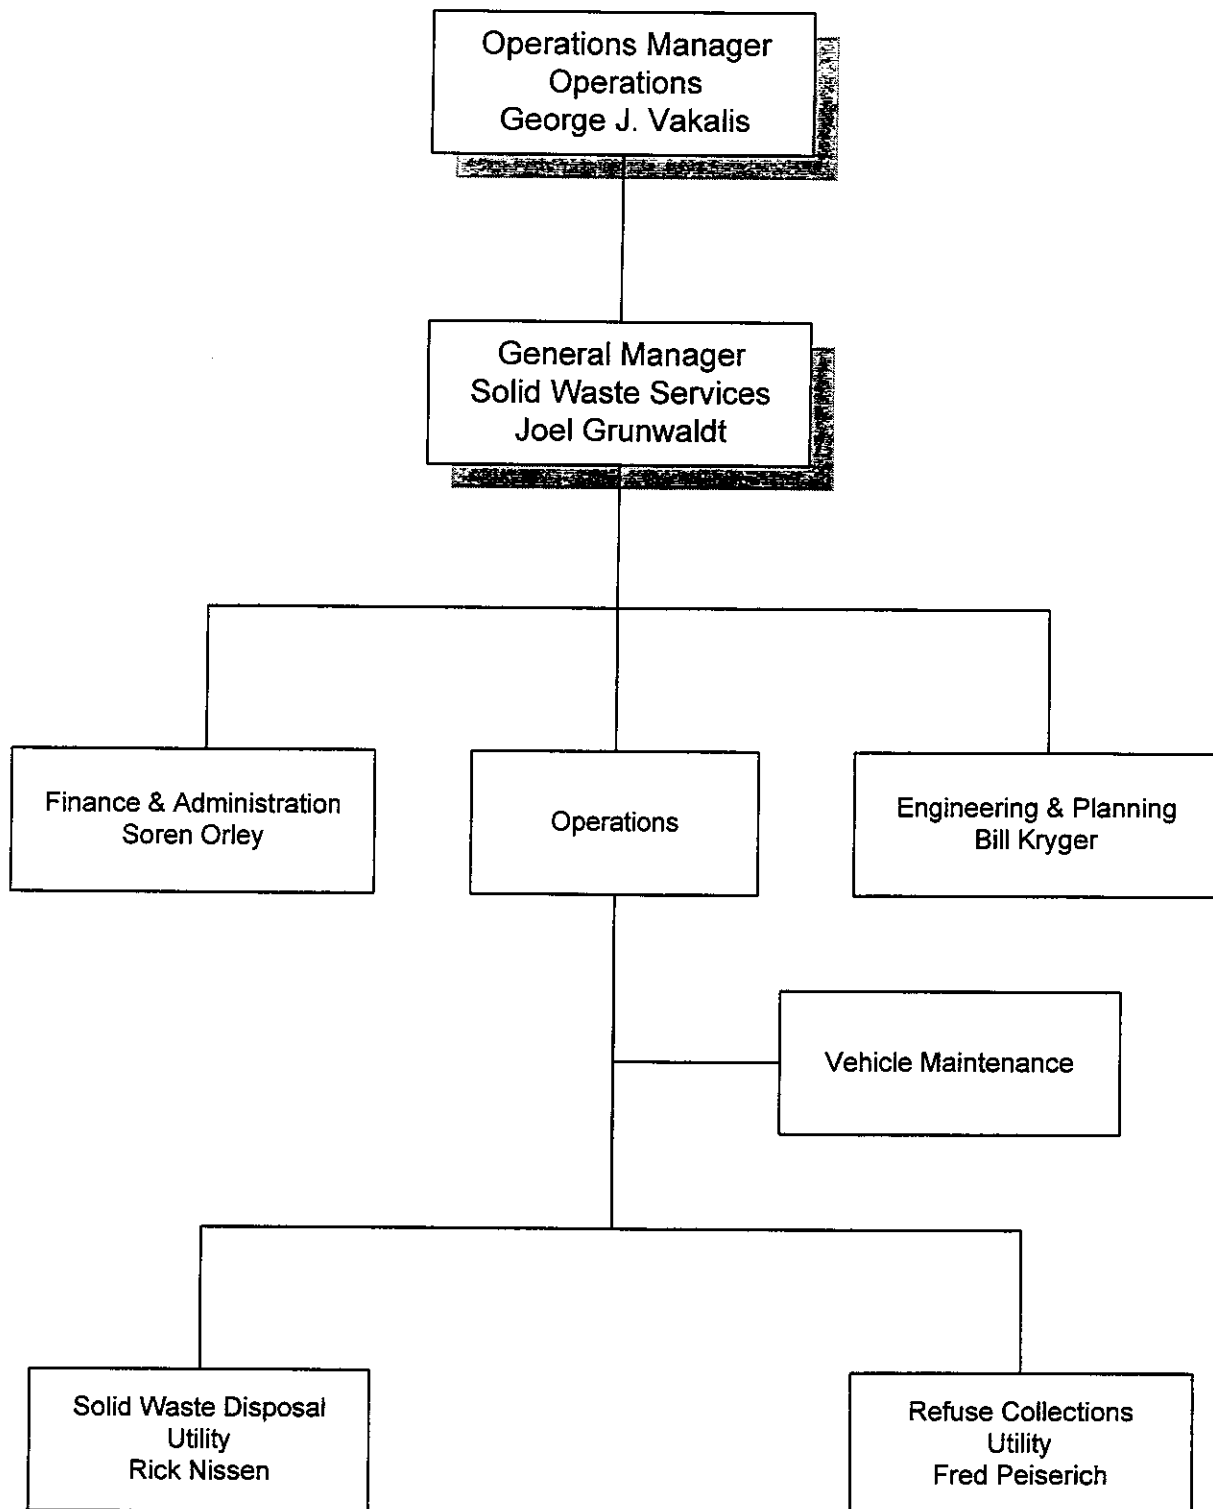 Operations Manager
Operations
George J. Vakalis
General Manager
Solid Waste Services
Joel Grunwaldt
Finance & Administration
Soren Orley
Operations
Engineering & Planning
Bill Kryger
Vehicle Maintenance
Solid Waste Disposal
Utility
Rick Nissen
Refuse Collections
Utility
Fred Peiserich